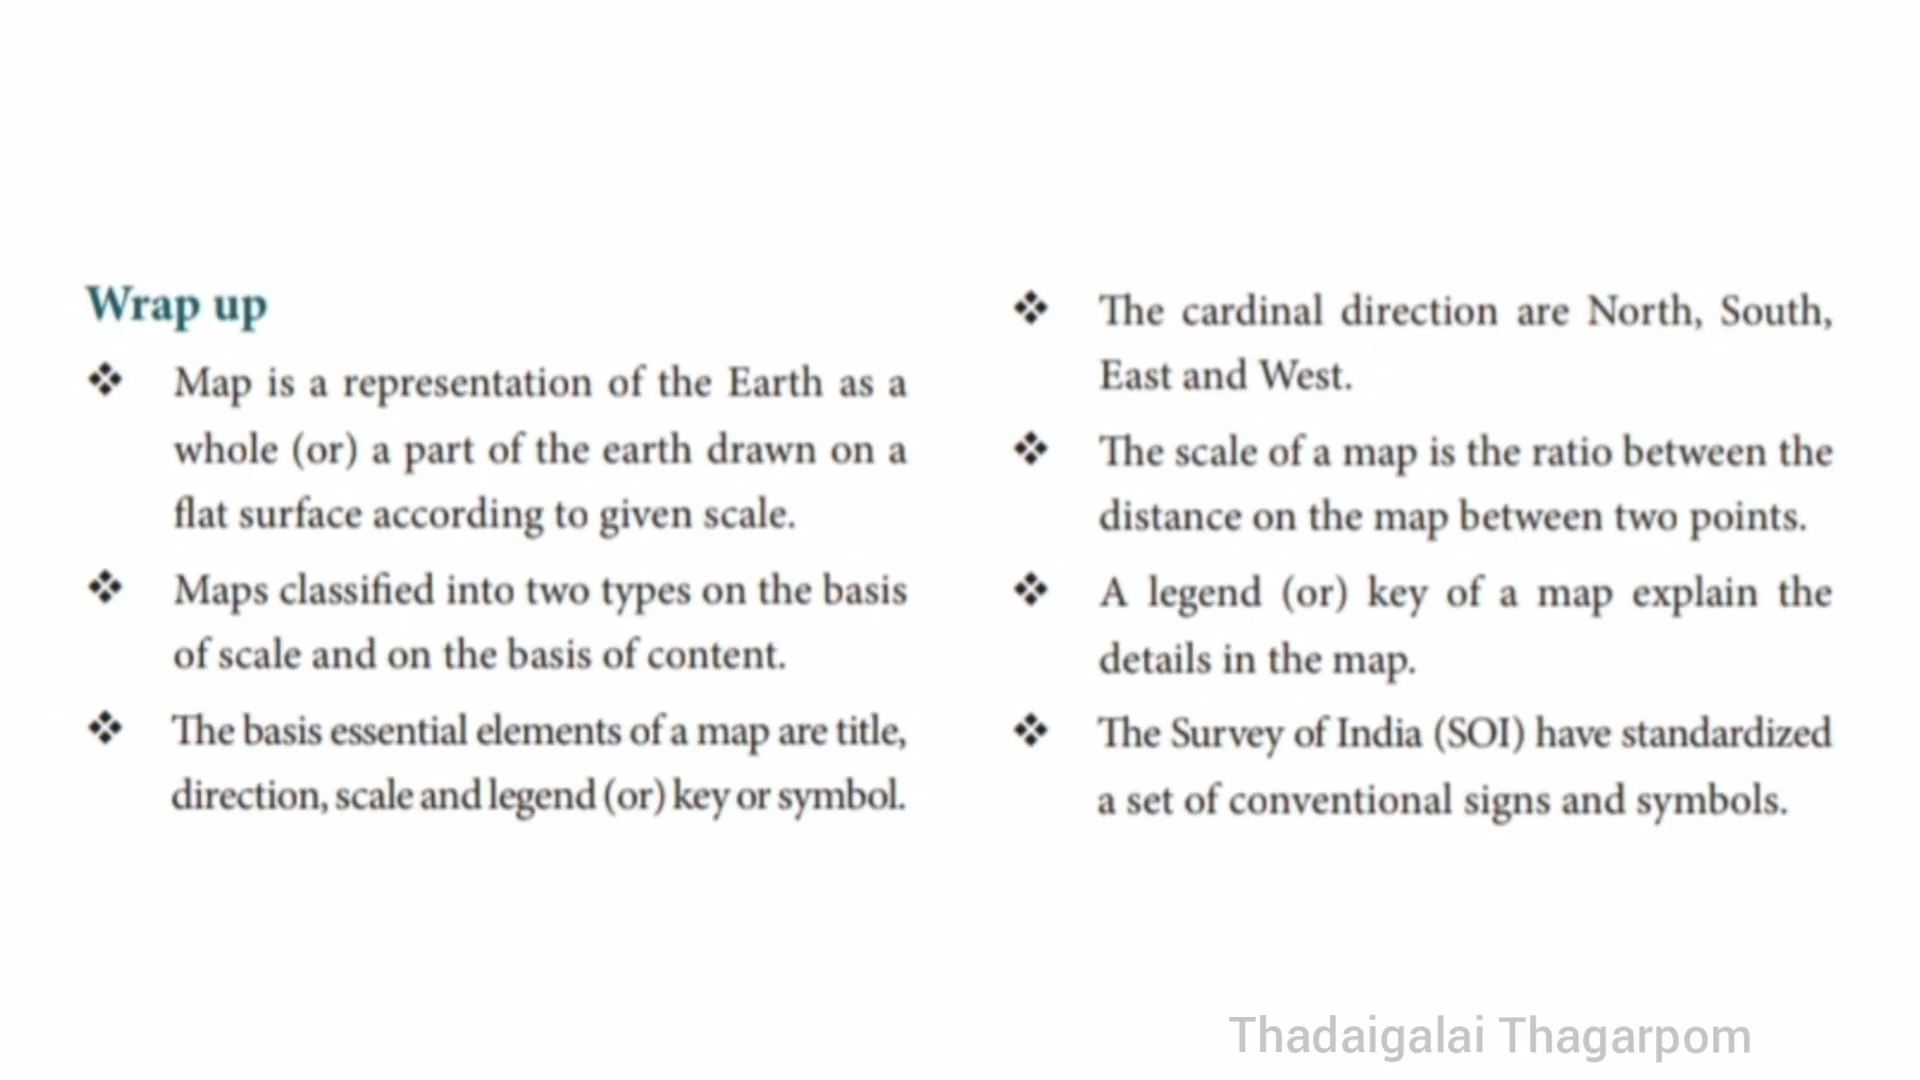 Wrap up
❖ Map is a representation of the Earth as a
whole (or) a part of the earth drawn on a
flat surface according to given scale.
❖ Maps classified into two types on the basis
of scale and on the basis of content.
❖ The basis essential elements of a map are title,
direction, scale and legend (or) key or symbol.
❖ The cardinal direction are North, South,
East and West.
❖ The scale of a map is the ratio between the
distance on the map between two points.
❖ A legend (or) key of a map explain the
details in the map.
❖ The Survey of India (SOI) have standardized
a set of conventional signs and symbols.
Thadaigalai Thagarpom